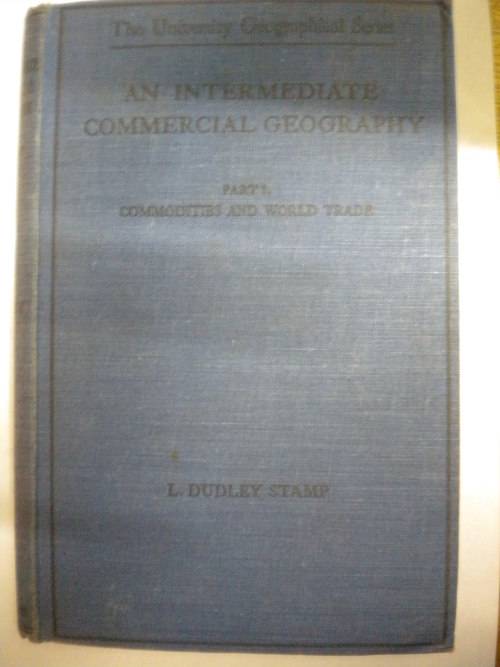 The University Geographical Series
AN INTERMEDIATE
COMMERCIAL GEOGRAPHY
PART I.
COMMODITIES AND WORLD TRADE
L. DUDLEY STAMP